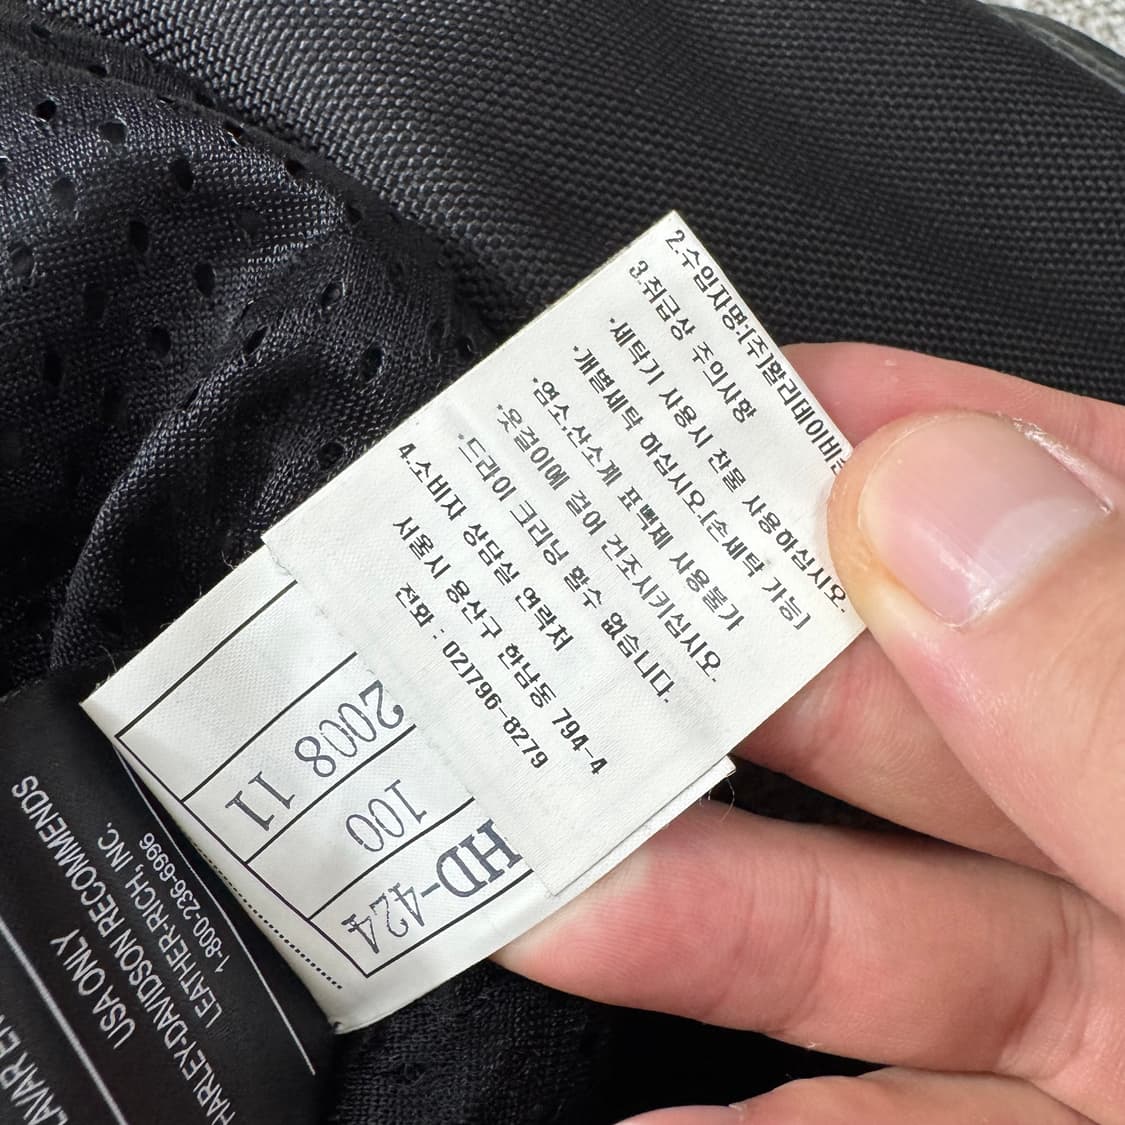 2.수입자명:[주]할리데이비
3.취급상 주의사항
·세탁기 사용시 찬물 사용하십시오.
·개별세탁 하십시오.[손세탁 가능]
·염소,산소계 표백제 사용불가
·옷걸이에 걸어 건조시키십시오.
·드라이 크리닝 할수 없습니다.
4.소비자 상담실 연락처
서울시 용산구 한남동 794-4
전화 : 021796-8279
HD-424
100
2008 11
USA ONLY
HARLEY-DAVIDSON RECOMMENDS
LEATHER-RICH, INC.
1-800-236-6996